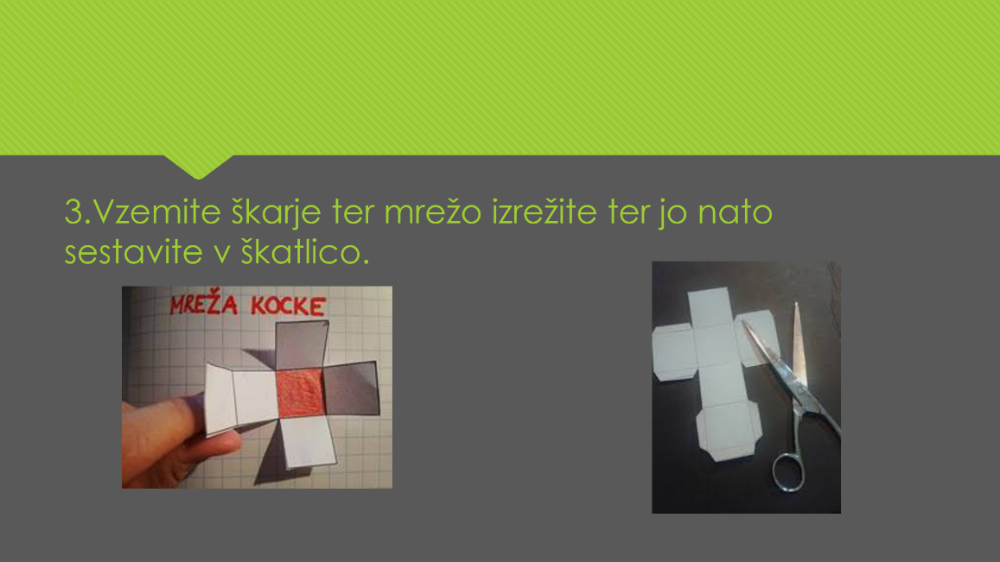 3.Vzemite škarje ter mrežo izrežite ter jo nato
sestavite v škatlico.
MREŽA KOCKE